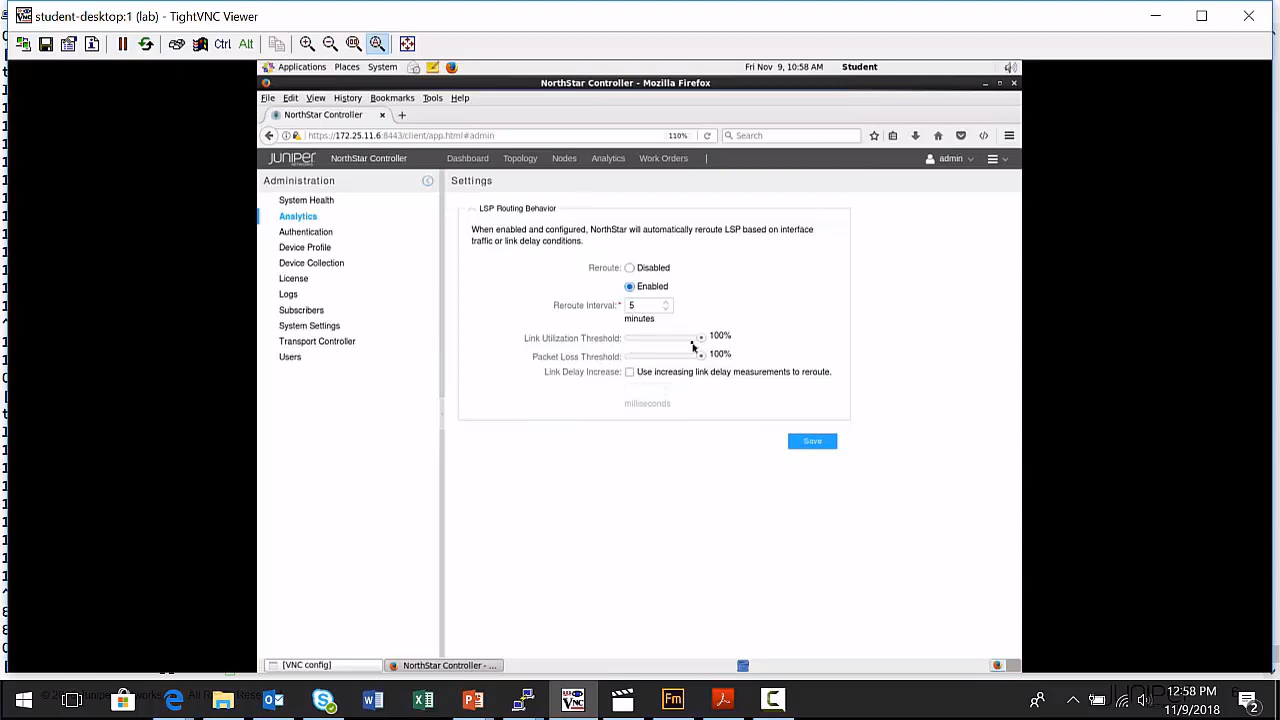 student-desktop:1 (lab) - TightVNC Viewer
Ctrl Alt
Applications Places System Fri Nov 9, 10:58 AM Student
NorthStar Controller - Mozilla Firefox
File Edit View History Bookmarks Tools Help
NorthStar Controller
https://172.25.11.6:8443/client/app.html#admin 110% Search
JUNIPER NorthStar Controller Dashboard Topology Nodes Analytics Work Orders admin
Administration
Settings
System Health
Analytics
Authentication
Device Profile
Device Collection
License
Logs
Subscribers
System Settings
Transport Controller
Users
LSP Routing Behavior
When enabled and configured, NorthStar will automatically reroute LSP based on interface
traffic or link delay conditions.
Reroute: Disabled
Enabled
Reroute Interval:* 5
minutes
Link Utilization Threshold: 100%
Packet Loss Threshold: 100%
Link Delay Increase: Use increasing link delay measurements to reroute.
milliseconds
Save
[VNC config] NorthStar Controller - ...
12:58 PM
11/9/2018
2